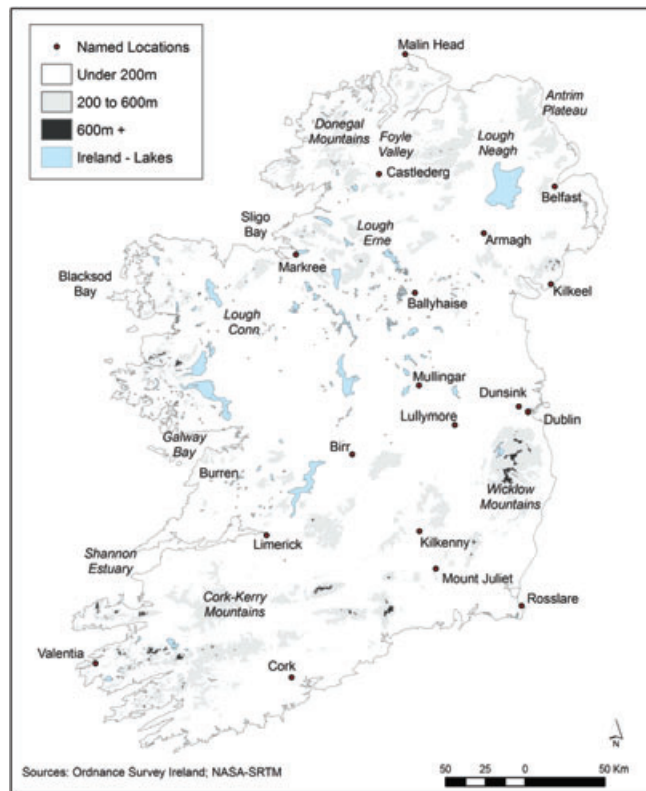 Named Locations
Under 200m
200 to 600m
600m +
Ireland - Lakes
Malin Head
Antrim
Plateau
Donegal
Mountains
Foyle
Valley
Lough
Neagh
Castlederg
Belfast
Sligo
Bay
Lough
Erne
Armagh
Markree
Blacksod
Bay
Ballyhaise
Kilkeel
Lough
Conn
Mullingar
Dunsink
Dublin
Lullymore
Galway
Bay
Birr
Burren
Wicklow
Mountains
Shannon
Estuary
Limerick
Kilkenny
Mount Juliet
Cork-Kerry
Mountains
Rosslare
Valentia
Cork
N
Sources: Ordnance Survey Ireland; NASA-SRTM
50 25 0 50 Km